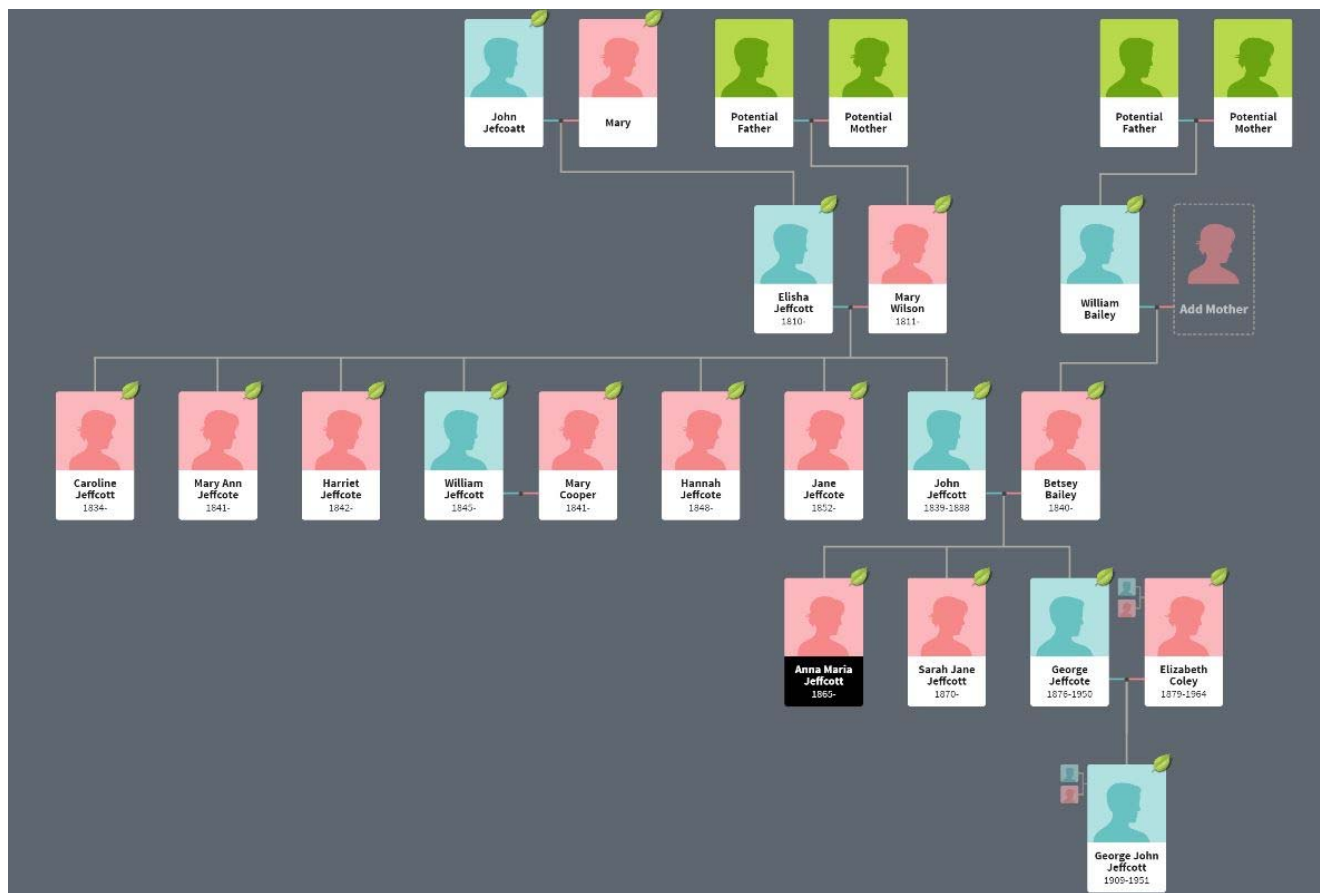 John
Jefcoatt
Mary
Potential
Father
Potential
Mother
Potential
Father
Potential
Mother
Elisha
Jeffcott
1810-
Mary
Wilson
1811-
William
Bailey
Add Mother
Caroline
Jeffcott
1834-
Mary Ann
Jeffcote
1841-
Harriet
Jeffcote
1842-
William
Jeffcott
1845-
Mary
Cooper
1841-
Hannah
Jeffcote
1848-
Jane
Jeffcote
1852-
John
Jeffcott
1839-1888
Betsey
Bailey
1840-
Anna Maria
Jeffcott
1865-
Sarah Jane
Jeffcott
1870-
George
Jeffcote
1876-1950
Elizabeth
Coley
1879-1964
George John
Jeffcott
1909-1951